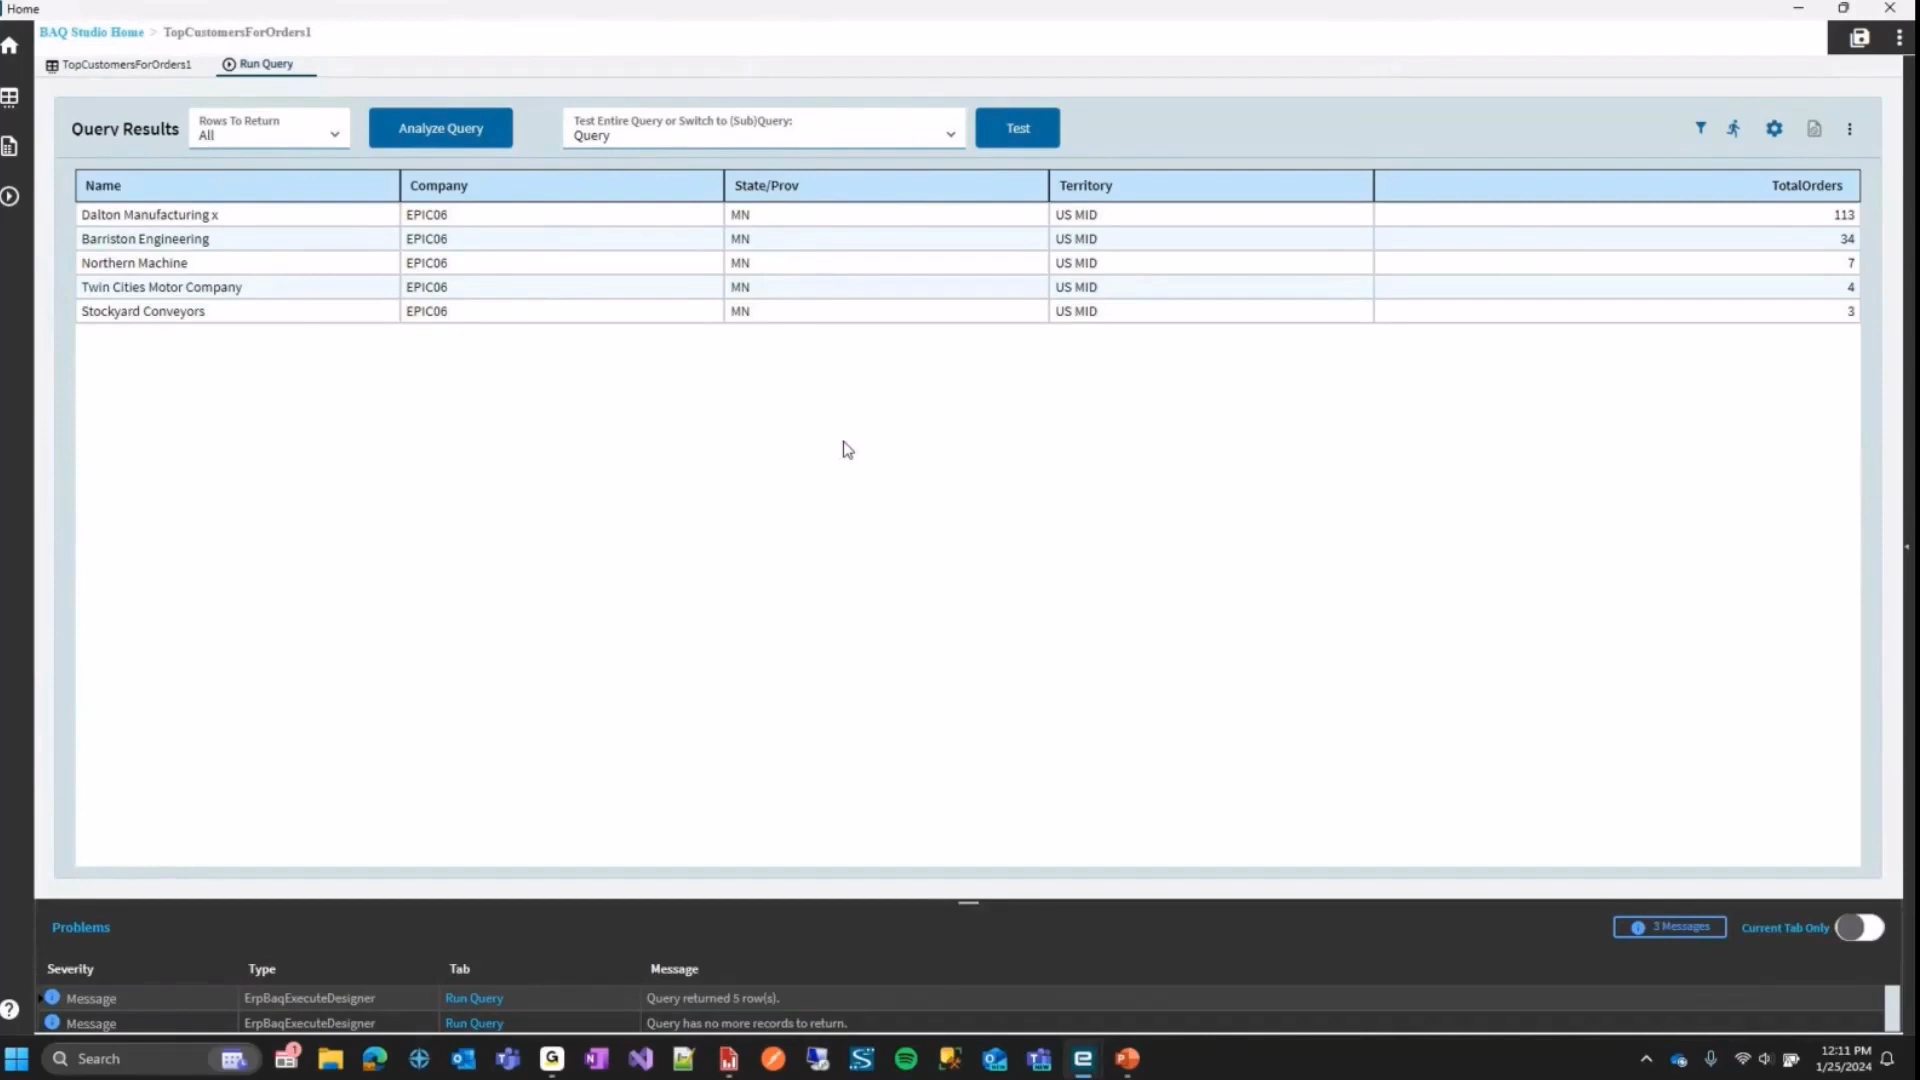 Home
BAQ Studio Home > TopCustomersForOrders1
TopCustomersForOrders1 Run Query
Query Results Rows To Return All Analyze Query Test Entire Query or Switch to (Sub)Query: Query Test
Name Company State/Prov Territory TotalOrders
Dalton Manufacturing x EPIC06 MN US MID 113
Barriston Engineering EPIC06 MN US MID 34
Northern Machine EPIC06 MN US MID 7
Twin Cities Motor Company EPIC06 MN US MID 4
Stockyard Conveyors EPIC06 MN US MID 3
Problems 3 Messages Current Tab Only
Severity Type Tab Message
Message ErpBaqExecuteDesigner Run Query Query returned 5 row(s).
Message ErpBaqExecuteDesigner Run Query Query has no more records to return.
Search 12:11 PM
1/25/2024